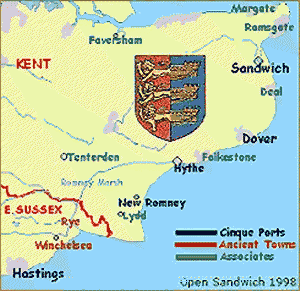 Margate
Ramsgate
Faversham
KENT
Sandwich
Deal
Dover
Tenterden
Folkestone
Hythe
Romney Marsh
New Romney
Lydd
E. SUSSEX
Rye
Winchelsea
Hastings
Cinque Ports
Ancient Towns
Associates
Open Sandwich 1998